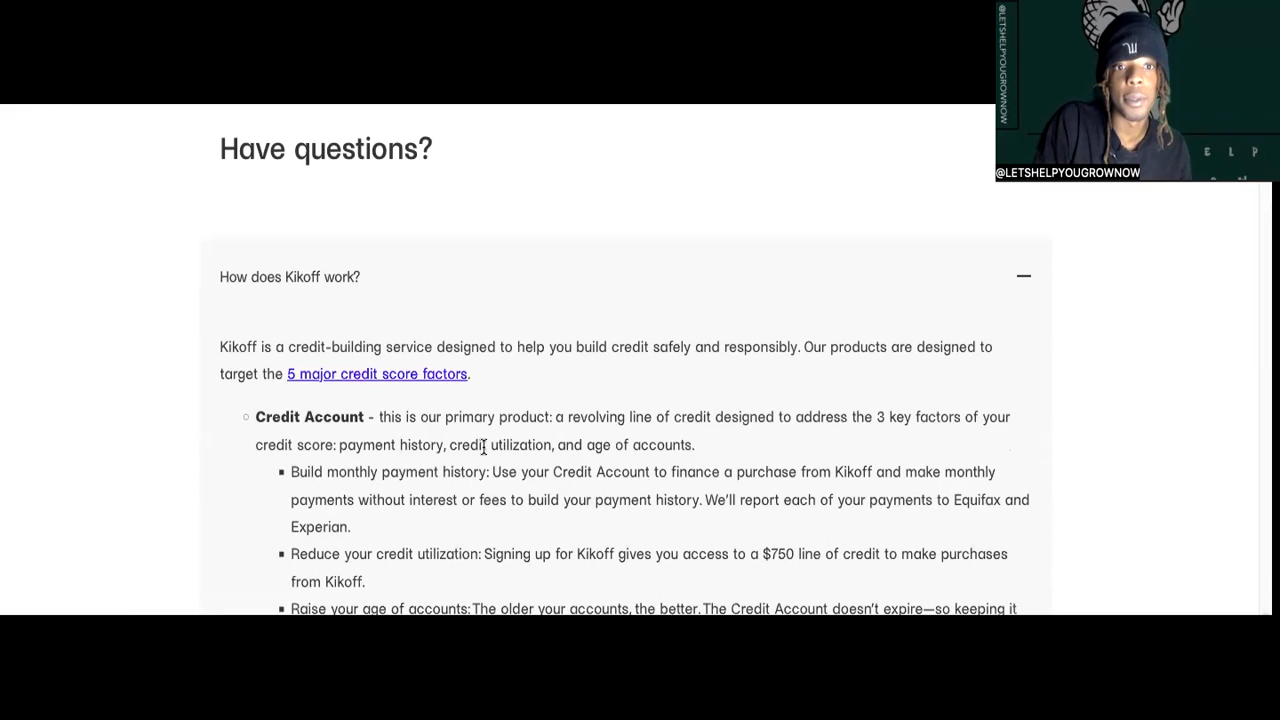 Have questions?
How does Kikoff work?
Kikoff is a credit-building service designed to help you build credit safely and responsibly. Our products are designed to
target the 5 major credit score factors.
Credit Account - this is our primary product: a revolving line of credit designed to address the 3 key factors of your
credit score: payment history, credit utilization, and age of accounts.
Build monthly payment history: Use your Credit Account to finance a purchase from Kikoff and make monthly
payments without interest or fees to build your payment history. We'll report each of your payments to Equifax and
Experian.
Reduce your credit utilization: Signing up for Kikoff gives you access to a $750 line of credit to make purchases
from Kikoff.
Raise your age of accounts: The older your accounts, the better. The Credit Account doesn't expire—so keeping it
@LETSHELPYOUGROWNOW
E L P
@LETSHELPYOUGROWNOW